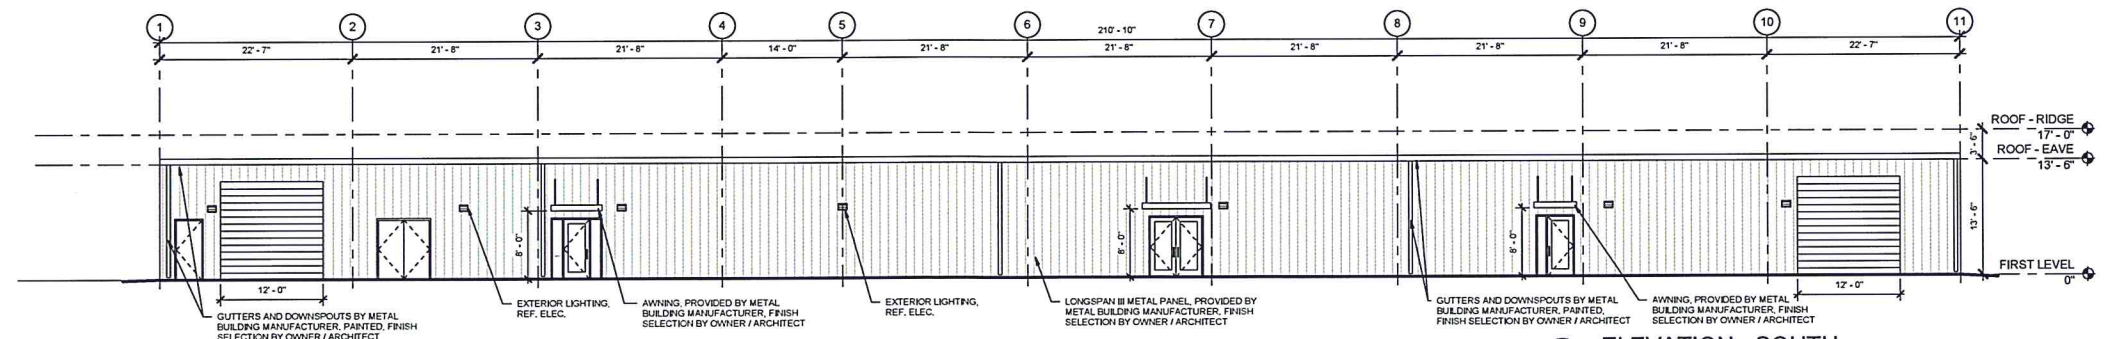 1 2 3 4 5 6 7 8 9 10 11
210' - 10"
22' - 7" 21' - 8" 21' - 8" 14' - 0" 21' - 8" 21' - 8" 21' - 8" 21' - 8" 21' - 8" 22' - 7"
ROOF - RIDGE
17' - 0"
3' - 6"
ROOF - EAVE
13' - 6"
13' - 6"
8' - 0"
8' - 0"
8' - 0"
FIRST LEVEL
0"
12' - 0"
12' - 0"
GUTTERS AND DOWNSPOUTS BY METAL
BUILDING MANUFACTURER, PAINTED, FINISH
SELECTION BY OWNER / ARCHITECT
EXTERIOR LIGHTING,
REF. ELEC.
AWNING, PROVIDED BY METAL
BUILDING MANUFACTURER, FINISH
SELECTION BY OWNER / ARCHITECT
EXTERIOR LIGHTING,
REF. ELEC.
LONGSPAN III METAL PANEL, PROVIDED BY
METAL BUILDING MANUFACTURER, FINISH
SELECTION BY OWNER / ARCHITECT
GUTTERS AND DOWNSPOUTS BY METAL
BUILDING MANUFACTURER, PAINTED,
FINISH SELECTION BY OWNER / ARCHITECT
AWNING, PROVIDED BY METAL
BUILDING MANUFACTURER, FINISH
SELECTION BY OWNER / ARCHITECT
ELEVATION - SOUTH